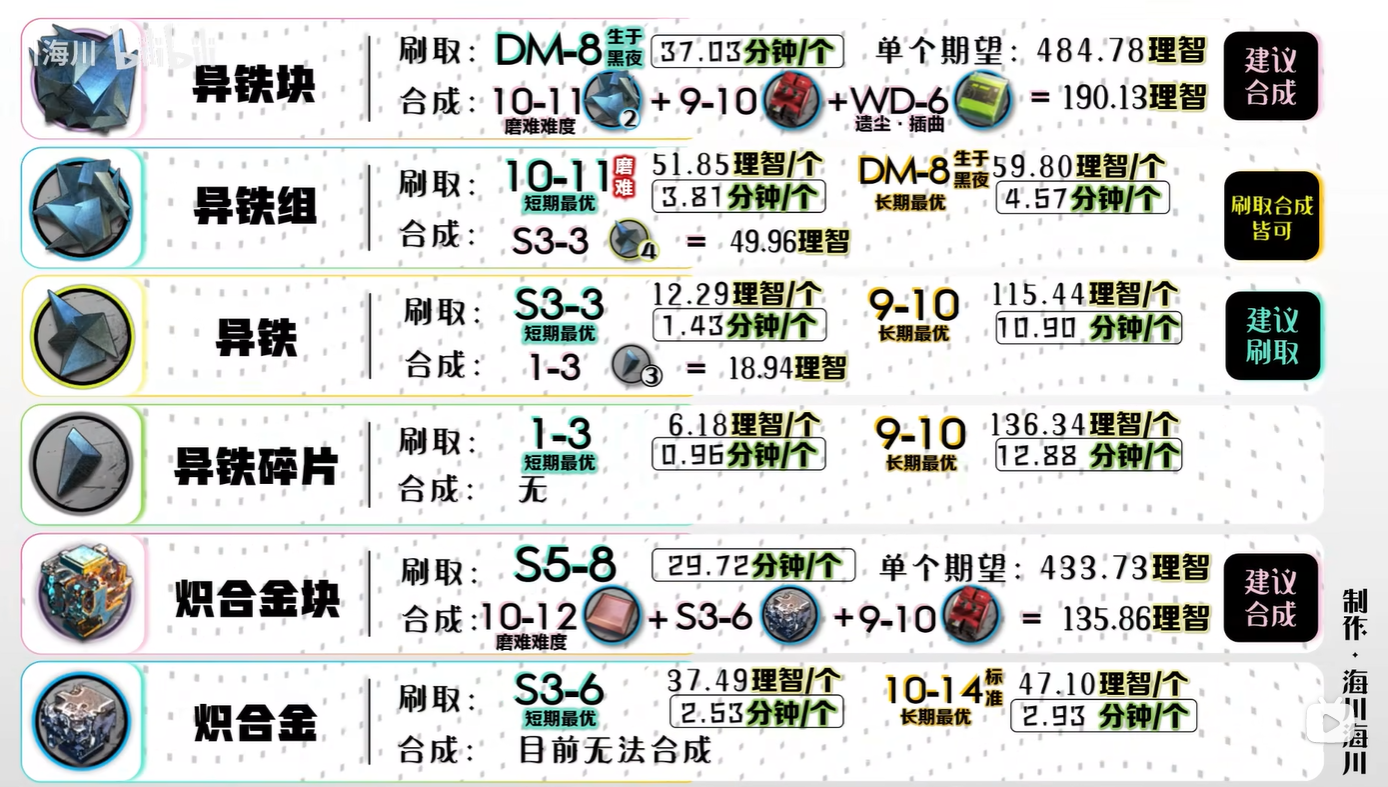 海川 bilibili
异铁块
刷取： DM-8 生于黑夜 37.03分钟/个 单个期望：484.78理智
合成：10-11 磨难难度 2 + 9-10 + WD-6 遗尘·插曲 = 190.13理智
建议合成
异铁组
刷取： 10-11 磨难 短期最优 51.85理智/个 3.81分钟/个 DM-8 生于黑夜 长期最优 59.80理智/个 4.57分钟/个
合成： S3-3 4 = 49.96理智
刷取合成皆可
异铁
刷取： S3-3 短期最优 12.29理智/个 1.43分钟/个 9-10 长期最优 115.44理智/个 10.90 分钟/个
合成： 1-3 3 = 18.94理智
建议刷取
异铁碎片
刷取： 1-3 短期最优 6.18理智/个 0.96分钟/个 9-10 长期最优 136.34理智/个 12.88 分钟/个
合成： 无
炽合金块
刷取： S5-8 29.72分钟/个 单个期望：433.73理智
合成:10-12 磨难难度 + S3-6 + 9-10 = 135.86理智
建议合成
炽合金
刷取： S3-6 短期最优 37.49理智/个 2.53分钟/个 10-14 标准 长期最优 47.10理智/个 2.93 分钟/个
合成： 目前无法合成
制作·海川海川